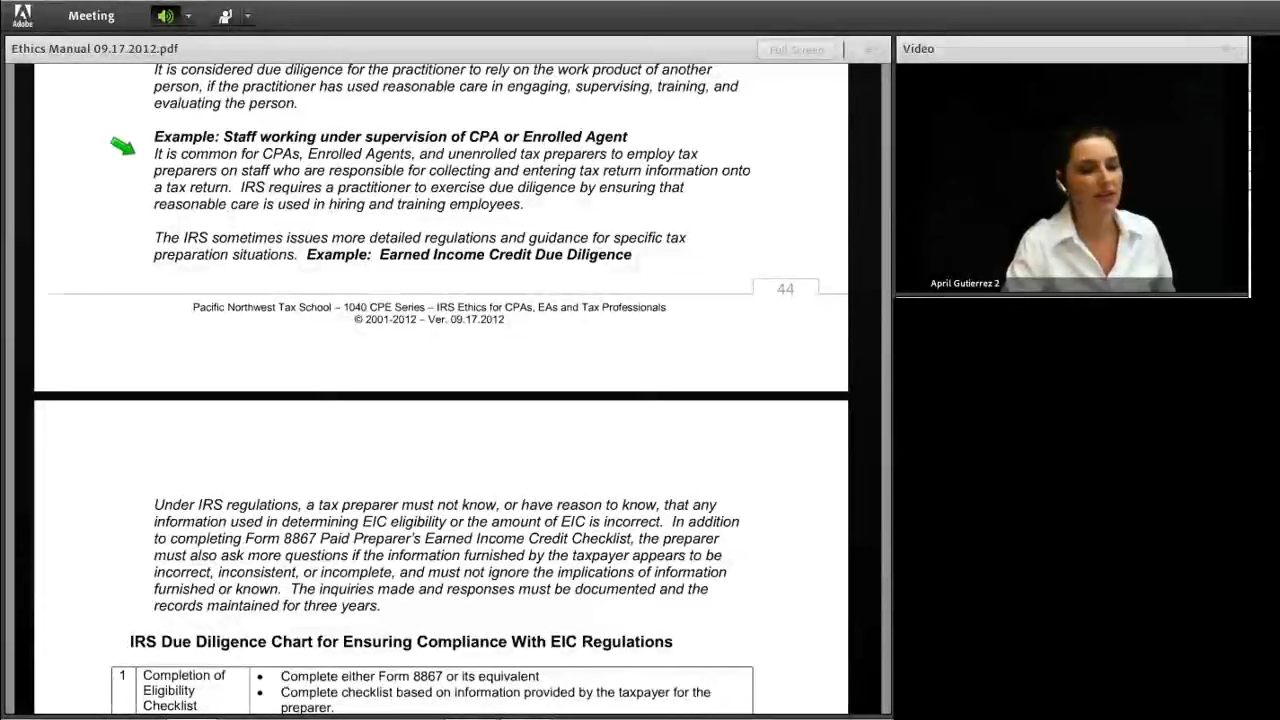 Adobe
Meeting
Ethics Manual 09.17.2012.pdf
Full Screen
Video
It is considered due diligence for the practitioner to rely on the work product of another
person, if the practitioner has used reasonable care in engaging, supervising, training, and
evaluating the person.
Example: Staff working under supervision of CPA or Enrolled Agent
It is common for CPAs, Enrolled Agents, and unenrolled tax preparers to employ tax
preparers on staff who are responsible for collecting and entering tax return information onto
a tax return. IRS requires a practitioner to exercise due diligence by ensuring that
reasonable care is used in hiring and training employees.
The IRS sometimes issues more detailed regulations and guidance for specific tax
preparation situations. Example: Earned Income Credit Due Diligence
44
Pacific Northwest Tax School – 1040 CPE Series – IRS Ethics for CPAs, EAs and Tax Professionals
© 2001-2012 – Ver. 09.17.2012
April Gutierrez 2
Under IRS regulations, a tax preparer must not know, or have reason to know, that any
information used in determining EIC eligibility or the amount of EIC is incorrect. In addition
to completing Form 8867 Paid Preparer's Earned Income Credit Checklist, the preparer
must also ask more questions if the information furnished by the taxpayer appears to be
incorrect, inconsistent, or incomplete, and must not ignore the implications of information
furnished or known. The inquiries made and responses must be documented and the
records maintained for three years.
IRS Due Diligence Chart for Ensuring Compliance With EIC Regulations
1 Completion of
Eligibility
Checklist
• Complete either Form 8867 or its equivalent
• Complete checklist based on information provided by the taxpayer for the
preparer.